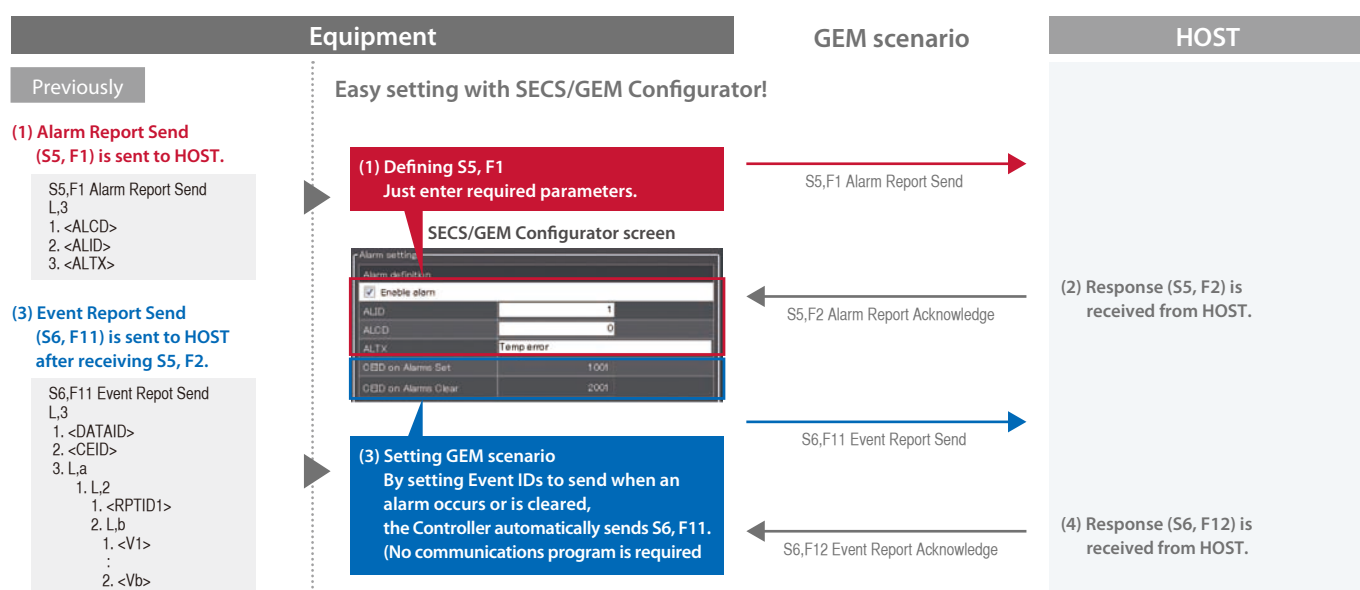 Equipment
GEM scenario
HOST
Previously
Easy setting with SECS/GEM Configurator!
(1) Alarm Report Send
(S5, F1) is sent to HOST.
S5,F1 Alarm Report Send
L,3
1. <ALCD>
2. <ALID>
3. <ALTX>
(3) Event Report Send
(S6, F11) is sent to HOST
after receiving S5, F2.
S6,F11 Event Repot Send
L,3
1. <DATAID>
2. <CEID>
3. L,a
1. L,2
1. <RPTID1>
2. L,b
1. <V1>
:
2. <Vb>
(1) Defining S5, F1
Just enter required parameters.
SECS/GEM Configurator screen
Alarm setting
Alarm definition
Enable alarm
ALID 1
ALCD 0
ALTX Temp error
CEID on Alarms Set 1001
CEID on Alarms Clear 2001
(3) Setting GEM scenario
By setting Event IDs to send when an
alarm occurs or is cleared,
the Controller automatically sends S6, F11.
(No communications program is required
S5,F1 Alarm Report Send
S5,F2 Alarm Report Acknowledge
S6,F11 Event Report Send
S6,F12 Event Report Acknowledge
(2) Response (S5, F2) is
received from HOST.
(4) Response (S6, F12) is
received from HOST.